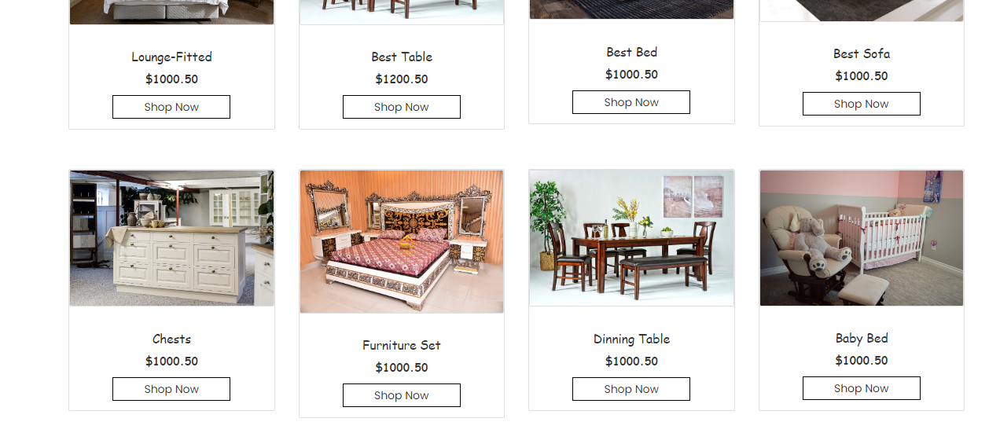 Lounge-Fitted
$1000.50
Shop Now
Best Table
$1200.50
Shop Now
Best Bed
$1000.50
Shop Now
Best Sofa
$1000.50
Shop Now
Chests
$1000.50
Shop Now
Furniture Set
$1000.50
Shop Now
Dinning Table
$1000.50
Shop Now
Baby Bed
$1000.50
Shop Now